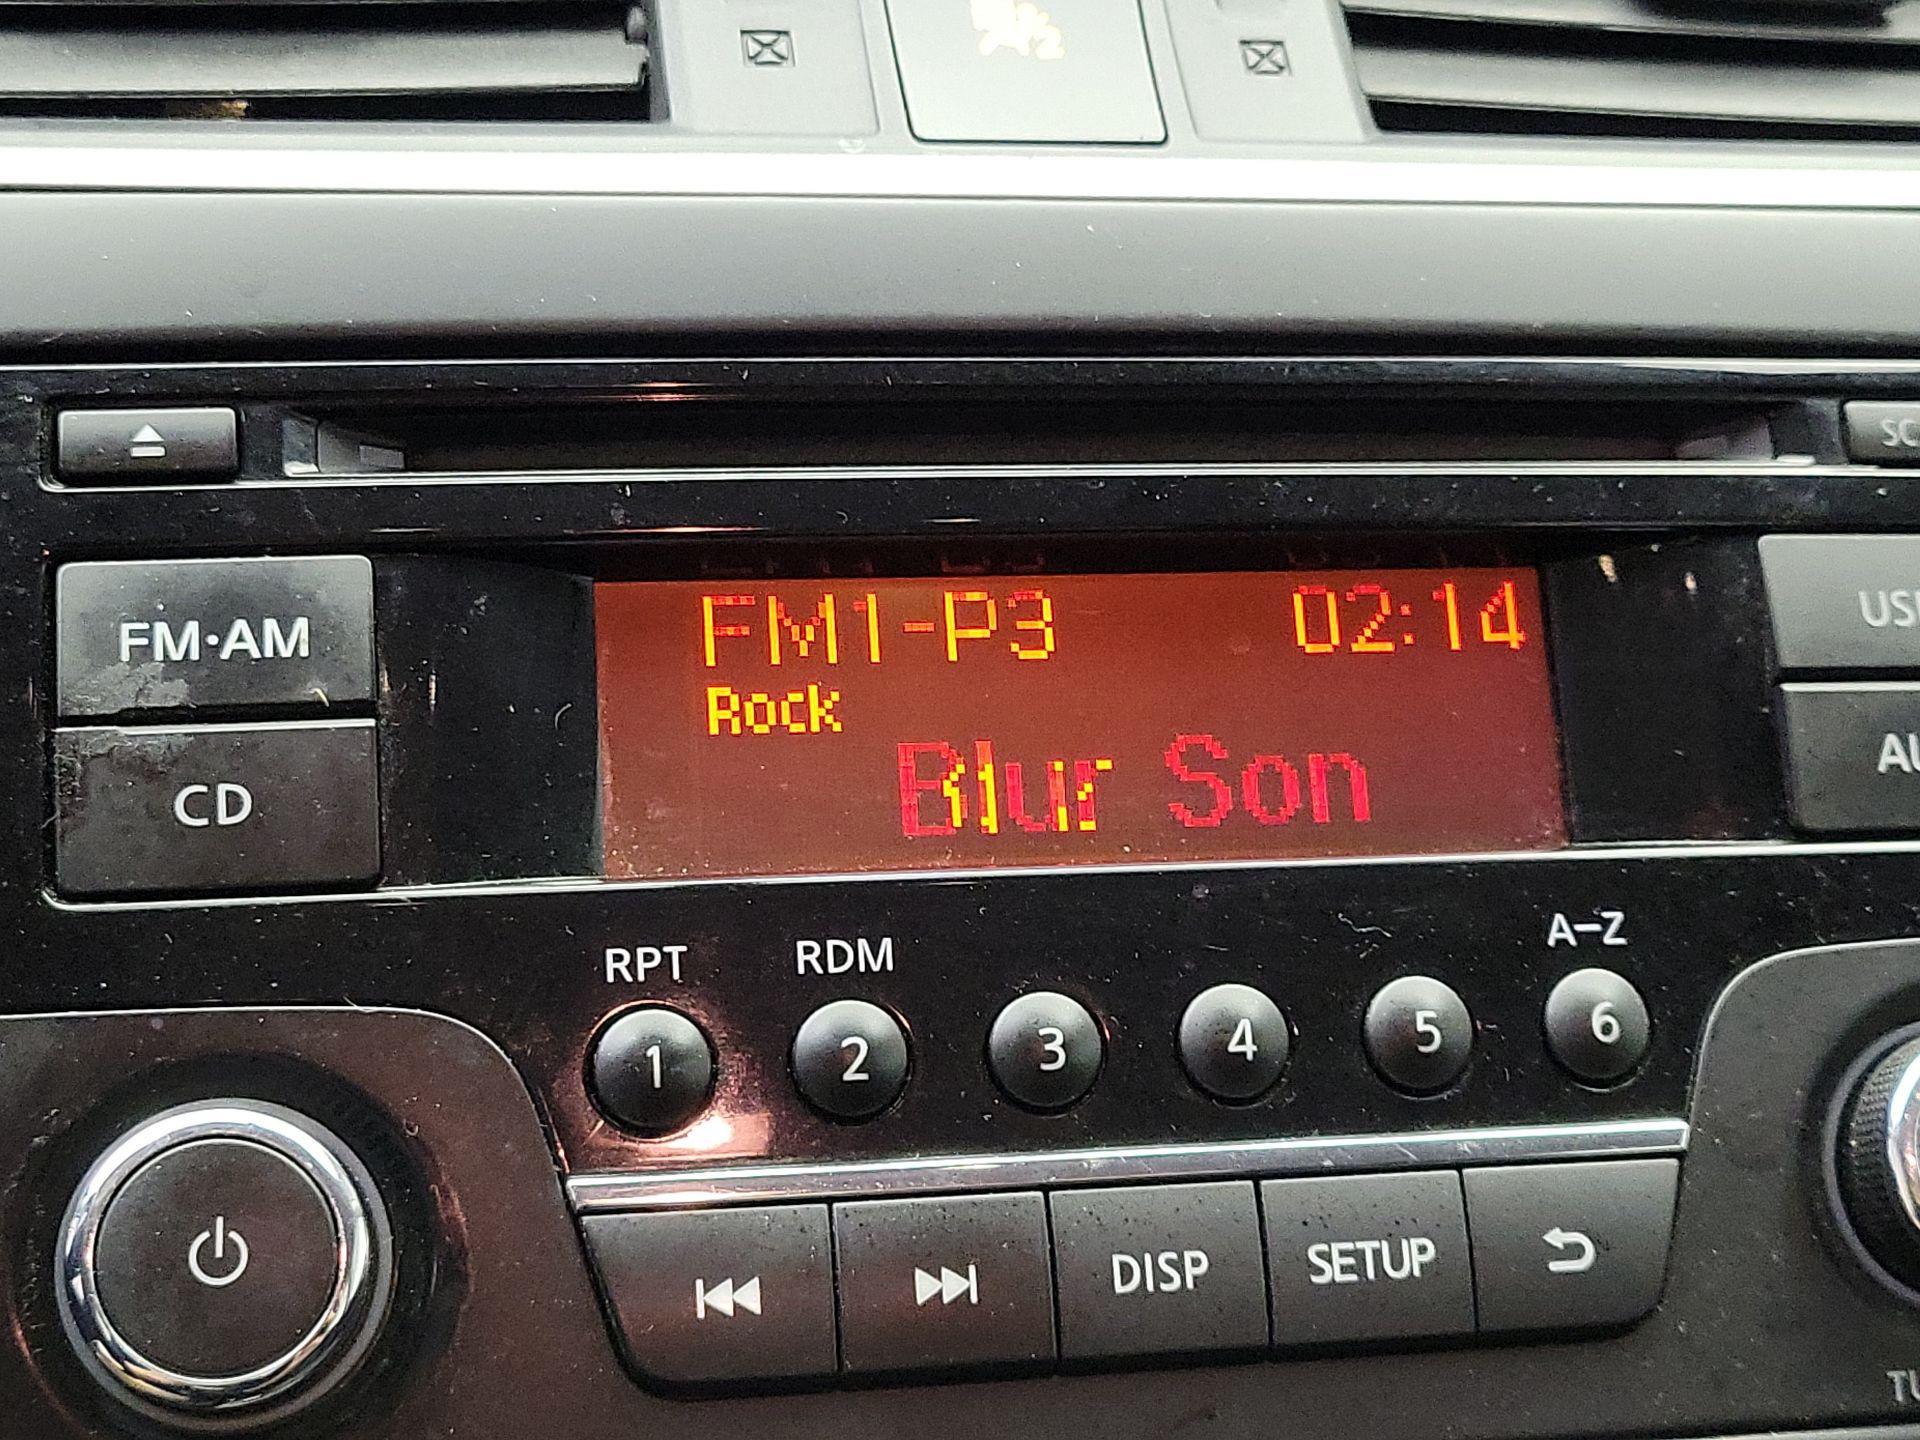 FM·AM
CD
FM1-P3 02:14
Rock
Blur Son
RPT RDM A-Z
1 2 3 4 5 6
DISP SETUP